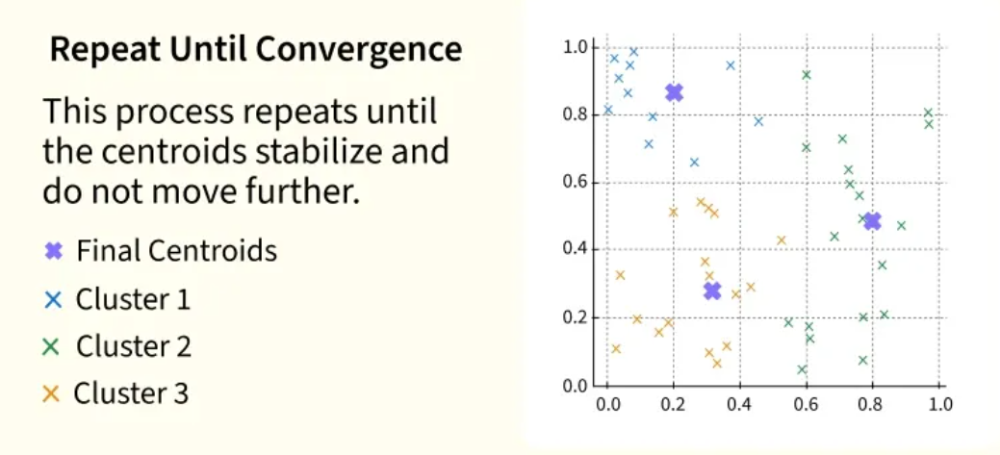 Repeat Until Convergence
This process repeats until
the centroids stabilize and
do not move further.
Final Centroids
Cluster 1
Cluster 2
Cluster 3
1.0
0.8
0.6
0.4
0.2
0.0
0.0 0.2 0.4 0.6 0.8 1.0